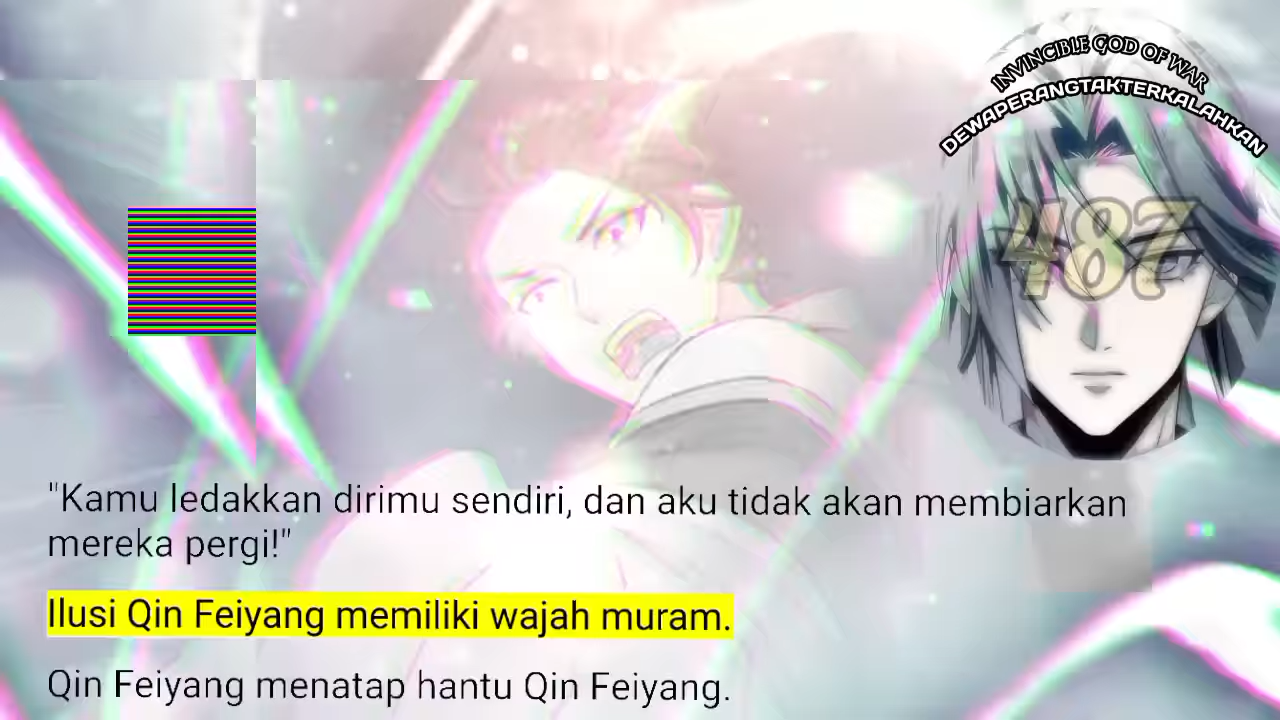 INVINCIBLE GOD OF WAR
DEWAPERANGTAKTERKALAHKAN
487
"Kamu ledakkan dirimu sendiri, dan aku tidak akan membiarkan
mereka pergi!"
Ilusi Qin Feiyang memiliki wajah muram.
Qin Feiyang menatap hantu Qin Feiyang.